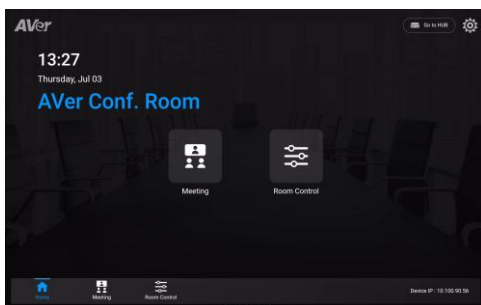 AVer
Go to HUB
13:27
Thursday, Jul 03
AVer Conf. Room
Meeting
Room Control
Home
Meeting
Room Control
Device IP : 10.100.90.56